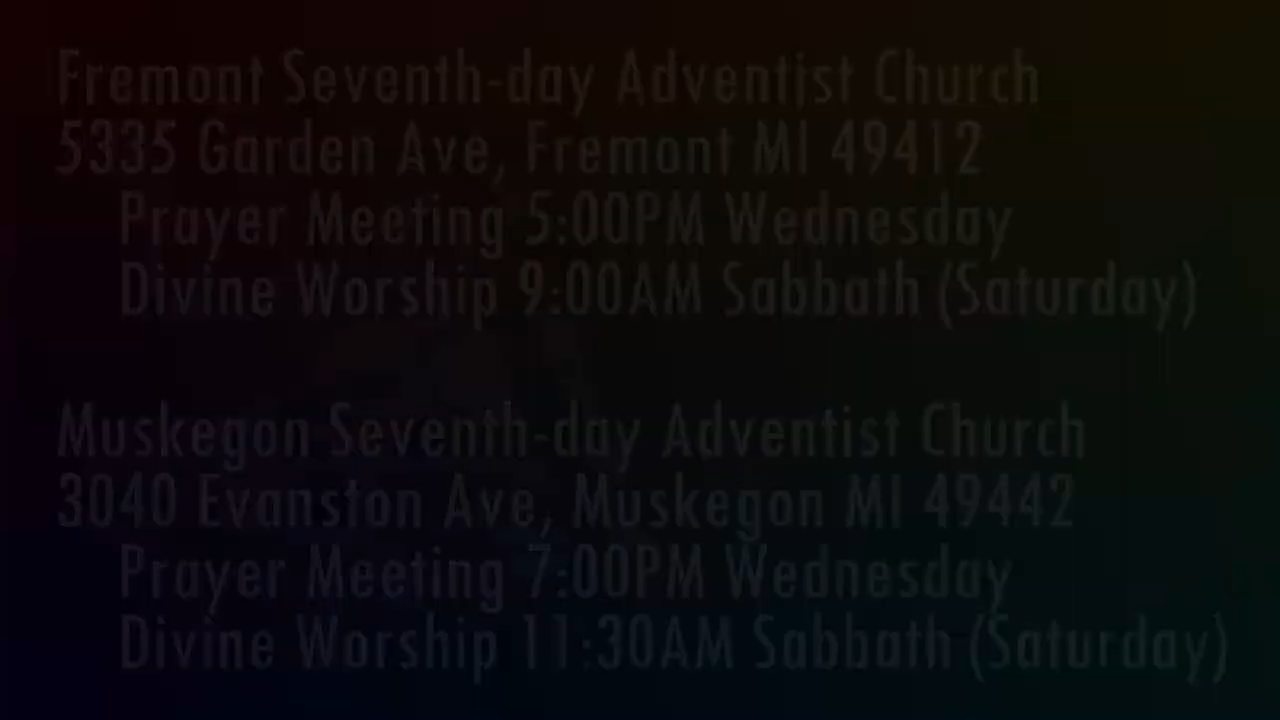 Fremont Seventh-day Adventist Church
5335 Garden Ave, Fremont MI 49412
Prayer Meeting 5:00PM Wednesday
Divine Worship 9:00AM Sabbath (Saturday)
Muskegon Seventh-day Adventist Church
3040 Evanston Ave, Muskegon MI 49442
Prayer Meeting 7:00PM Wednesday
Divine Worship 11:30AM Sabbath (Saturday)